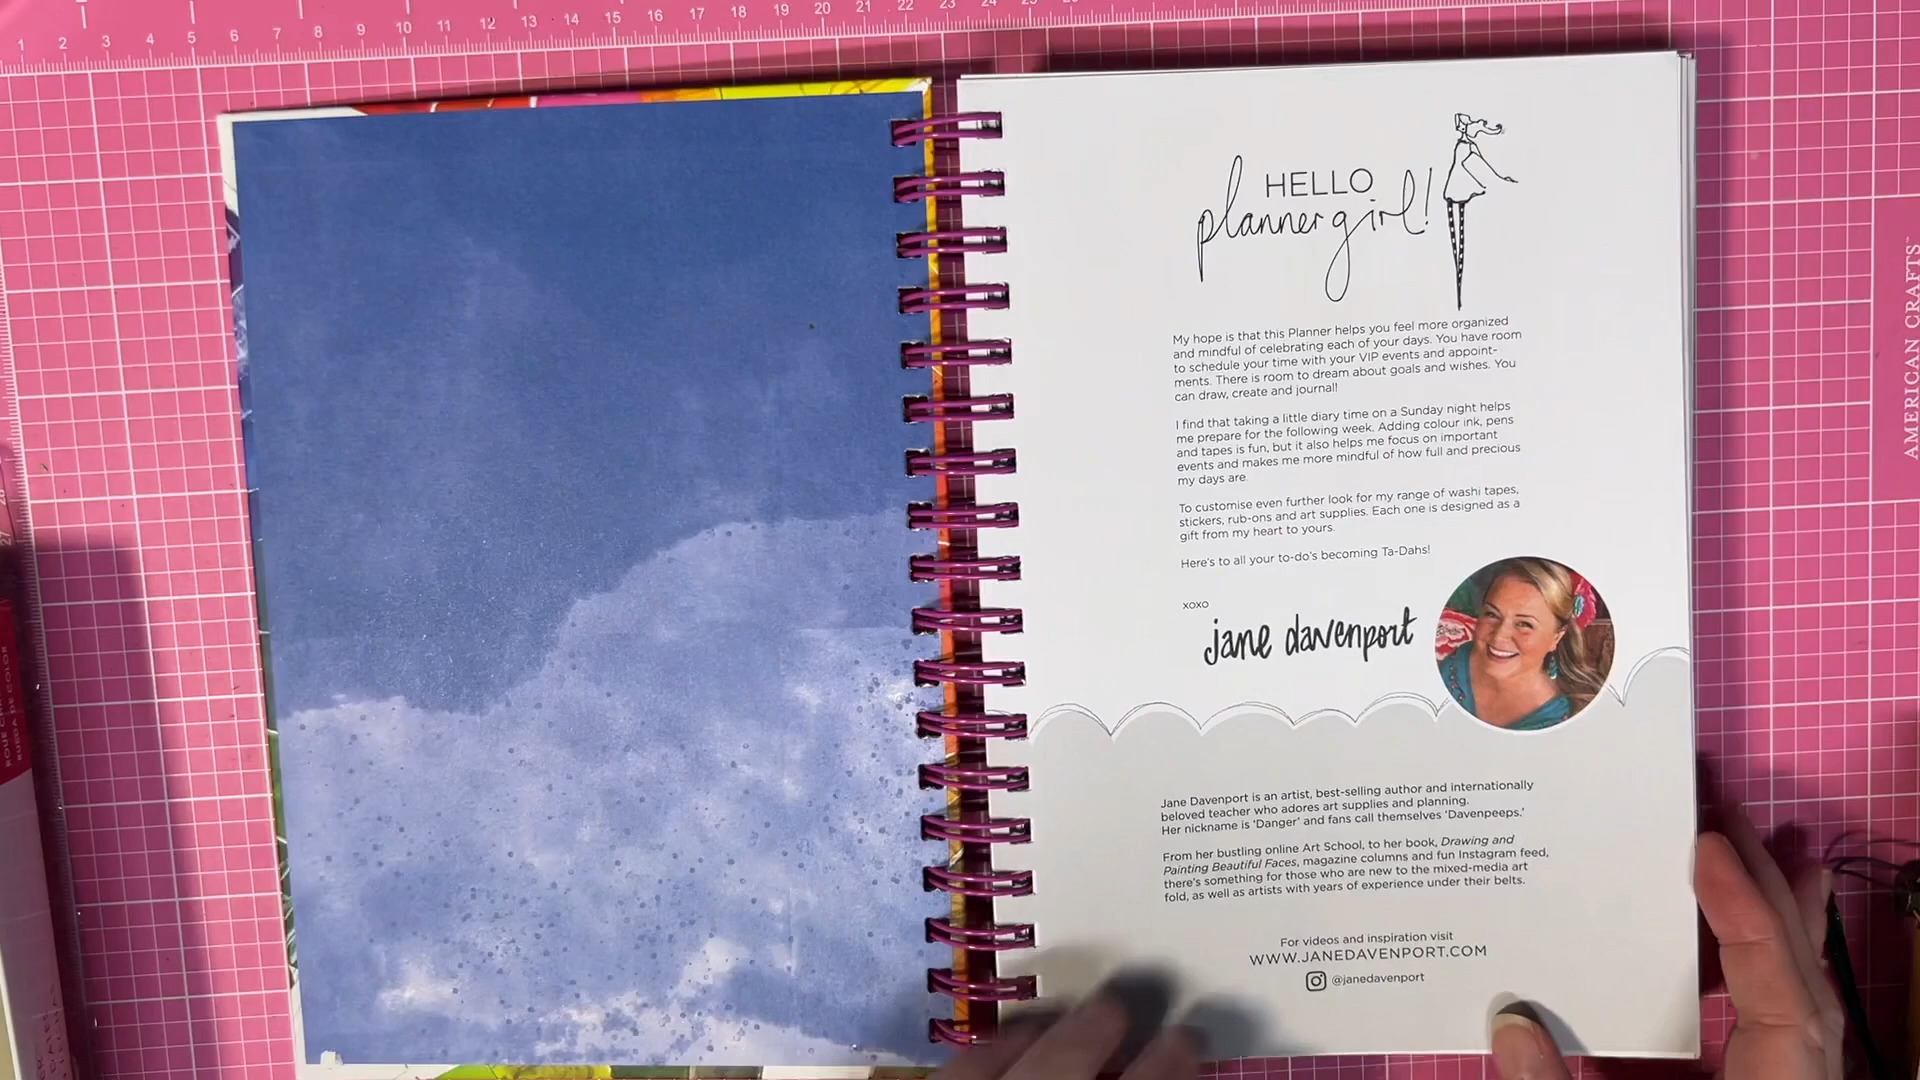 1 2 3 4 5 6 7 8 9 10 11 12 13 14 15 16 17 18 19 20 21 22 23 24
HELLO
planner girl!
My hope is that this Planner helps you feel more organized
and mindful of celebrating each of your days. You have room
to schedule your time with your VIP events and appoint-
ments. There is room to dream about goals and wishes. You
can draw, create and journal!
I find that taking a little diary time on a Sunday night helps
me prepare for the following week. Adding colour ink, pens
and tapes is fun, but it also helps me focus on important
events and makes me more mindful of how full and precious
my days are.
To customise even further look for my range of washi tapes,
stickers, rub-ons and art supplies. Each one is designed as a
gift from my heart to yours.
Here's to all your to-do's becoming Ta-Dahs!
xoxo
jane davenport
Jane Davenport is an artist, best-selling author and internationally
beloved teacher who adores art supplies and planning.
Her nickname is 'Danger' and fans call themselves 'Davenpeeps.'
From her bustling online Art School, to her book, Drawing and
Painting Beautiful Faces, magazine columns and fun Instagram feed,
there's something for those who are new to the mixed-media art
fold, as well as artists with years of experience under their belts.
For videos and inspiration visit
WWW.JANEDAVENPORT.COM
@janedavenport
AMERICAN CRAFTS
RUEDA DE COLOR